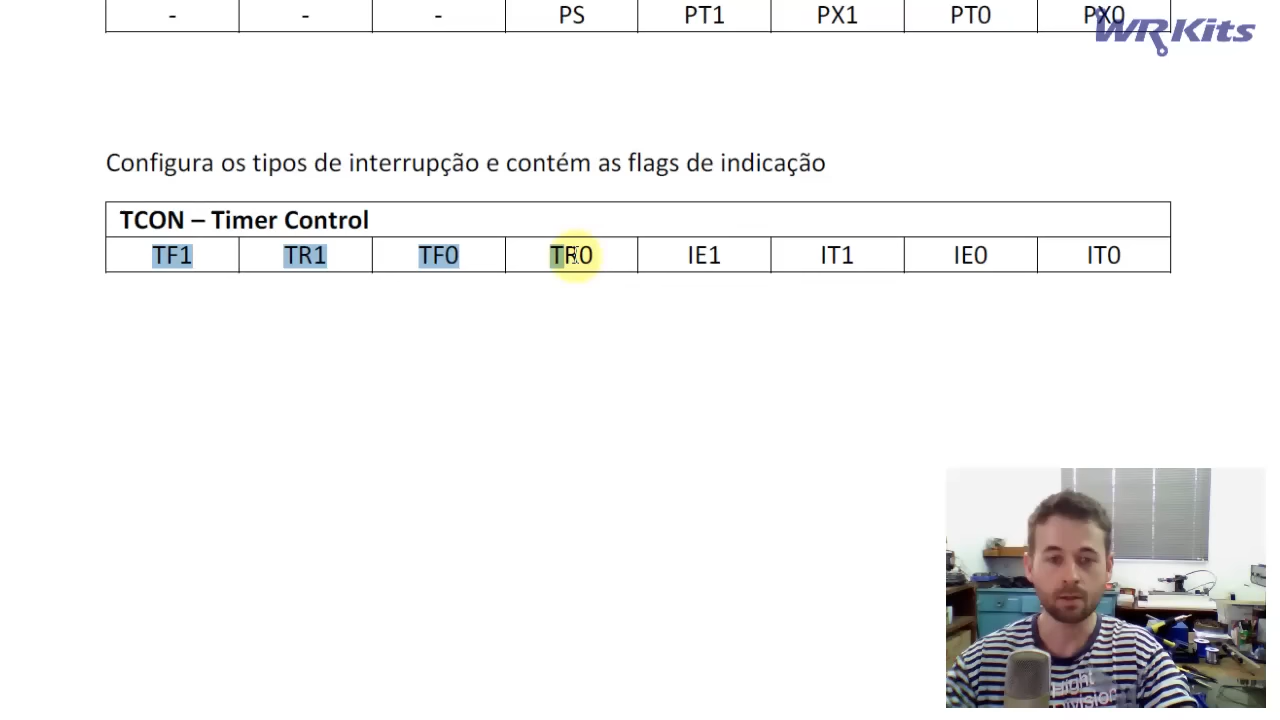 - - - PS PT1 PX1 PT0 PX0
WRKits
Configura os tipos de interrupção e contém as flags de indicação
TCON – Timer Control
TF1 TR1 TF0 TR0 IE1 IT1 IE0 IT0
Division